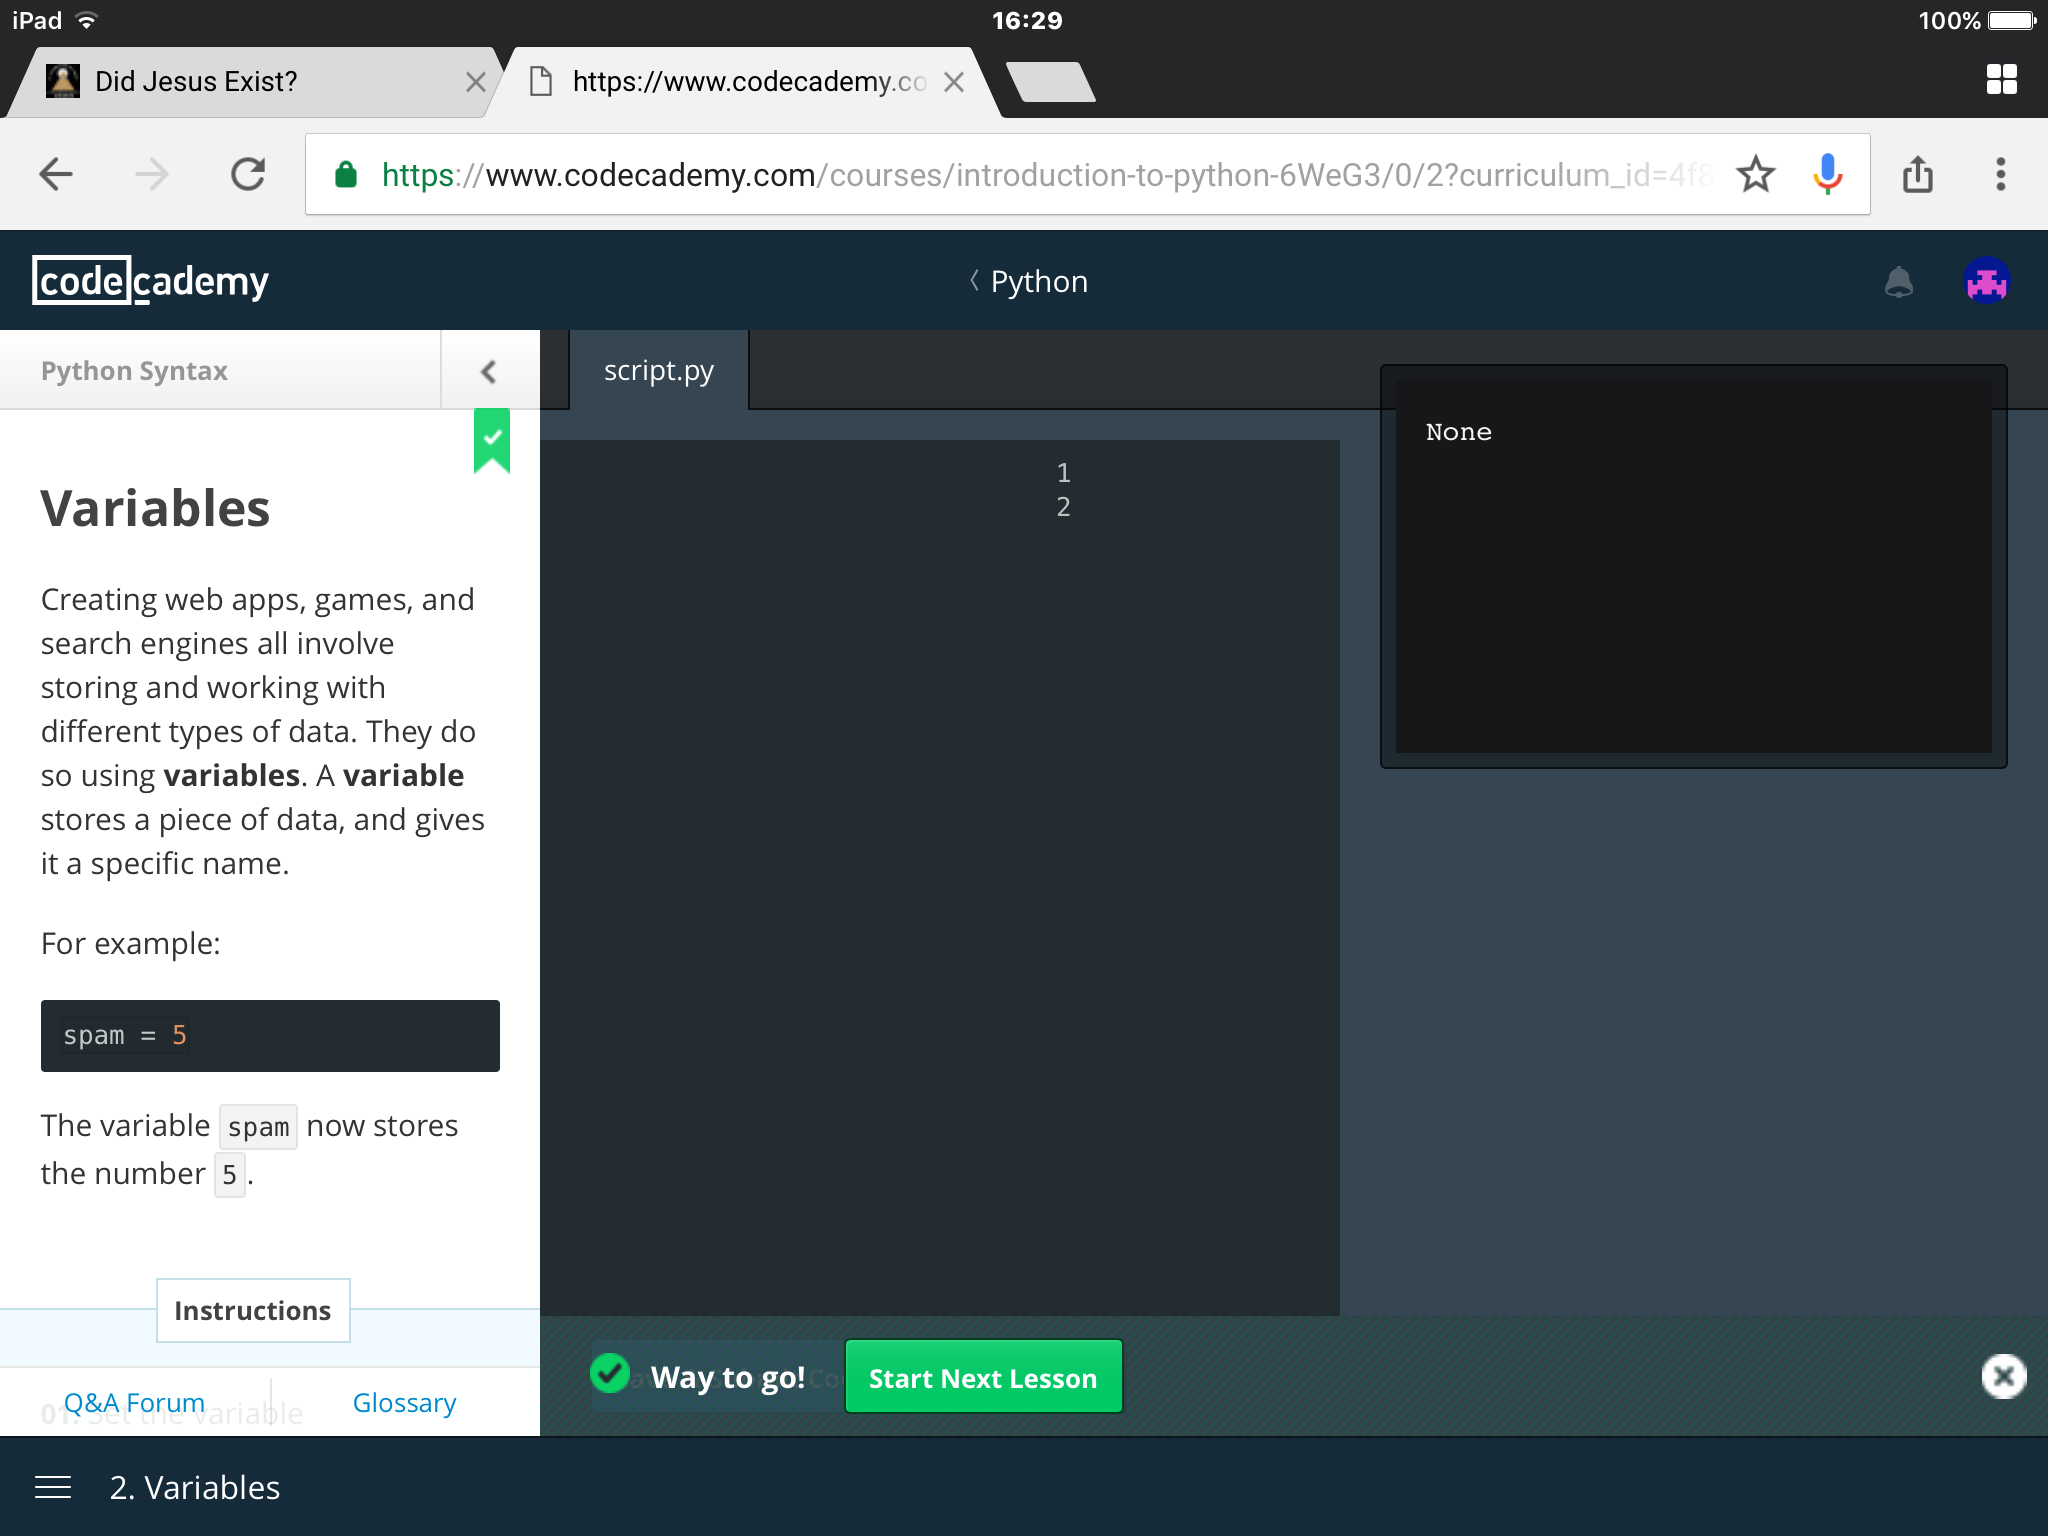 iPad 16:29 100%
Did Jesus Exist? https://www.codecademy.co
https://www.codecademy.com/courses/introduction-to-python-6WeG3/0/2?curriculum_id=4f8
codecademy Python
Python Syntax script.py
None
1
2
Variables
Creating web apps, games, and
search engines all involve
storing and working with
different types of data. They do
so using variables. A variable
stores a piece of data, and gives
it a specific name.
For example:
spam = 5
The variable spam now stores
the number 5.
Instructions
Way to go! Start Next Lesson
Q&A Forum Glossary
01. Set the variable
2. Variables